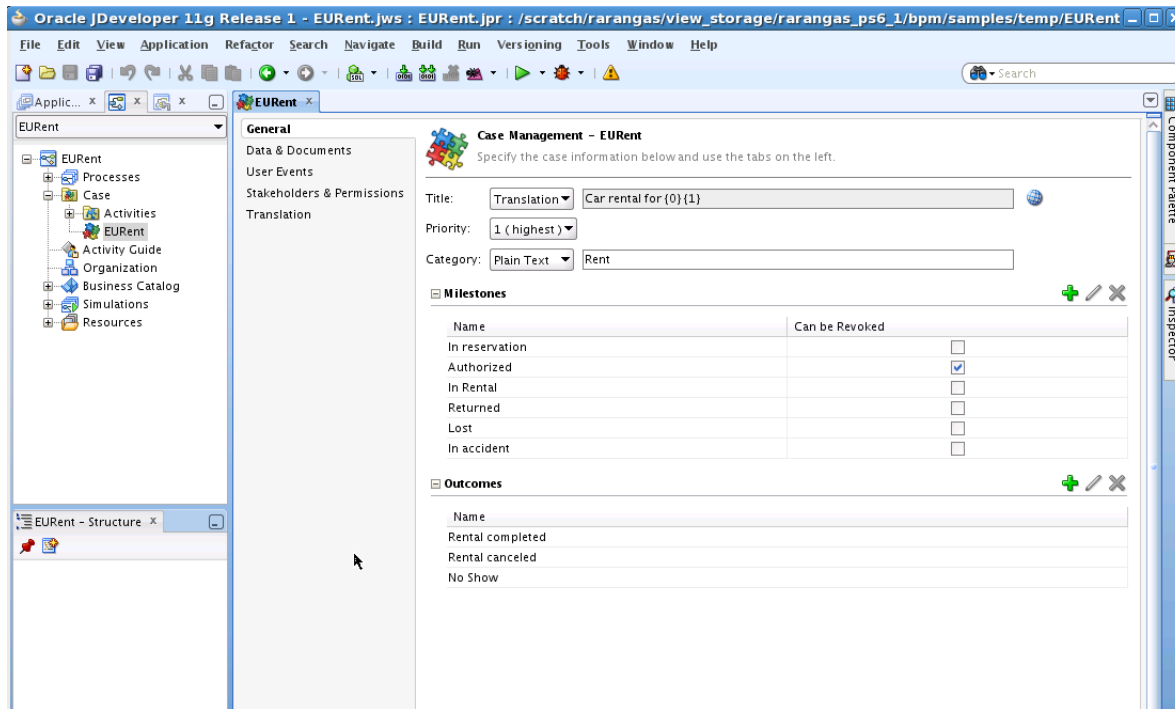 Oracle JDeveloper 11g Release 1 - EURent.jws : EURent.jpr : /scratch/rarangas/view_storage/rarangas_ps6_1/bpm/samples/temp/EURent
File Edit View Application Refactor Search Navigate Build Run Versioning Tools Window Help
Search
Applic...
EURent
EURent
EURent
Processes
Case
Activities
EURent
Activity Guide
Organization
Business Catalog
Simulations
Resources
EURent - Structure
General
Data & Documents
User Events
Stakeholders & Permissions
Translation
Case Management - EURent
Specify the case information below and use the tabs on the left.
Title: Translation Car rental for {0}{1}
Priority: 1 ( highest )
Category: Plain Text Rent
Milestones
Name Can be Revoked
In reservation
Authorized
In Rental
Returned
Lost
In accident
Outcomes
Name
Rental completed
Rental canceled
No Show
Component Palette
Inspector